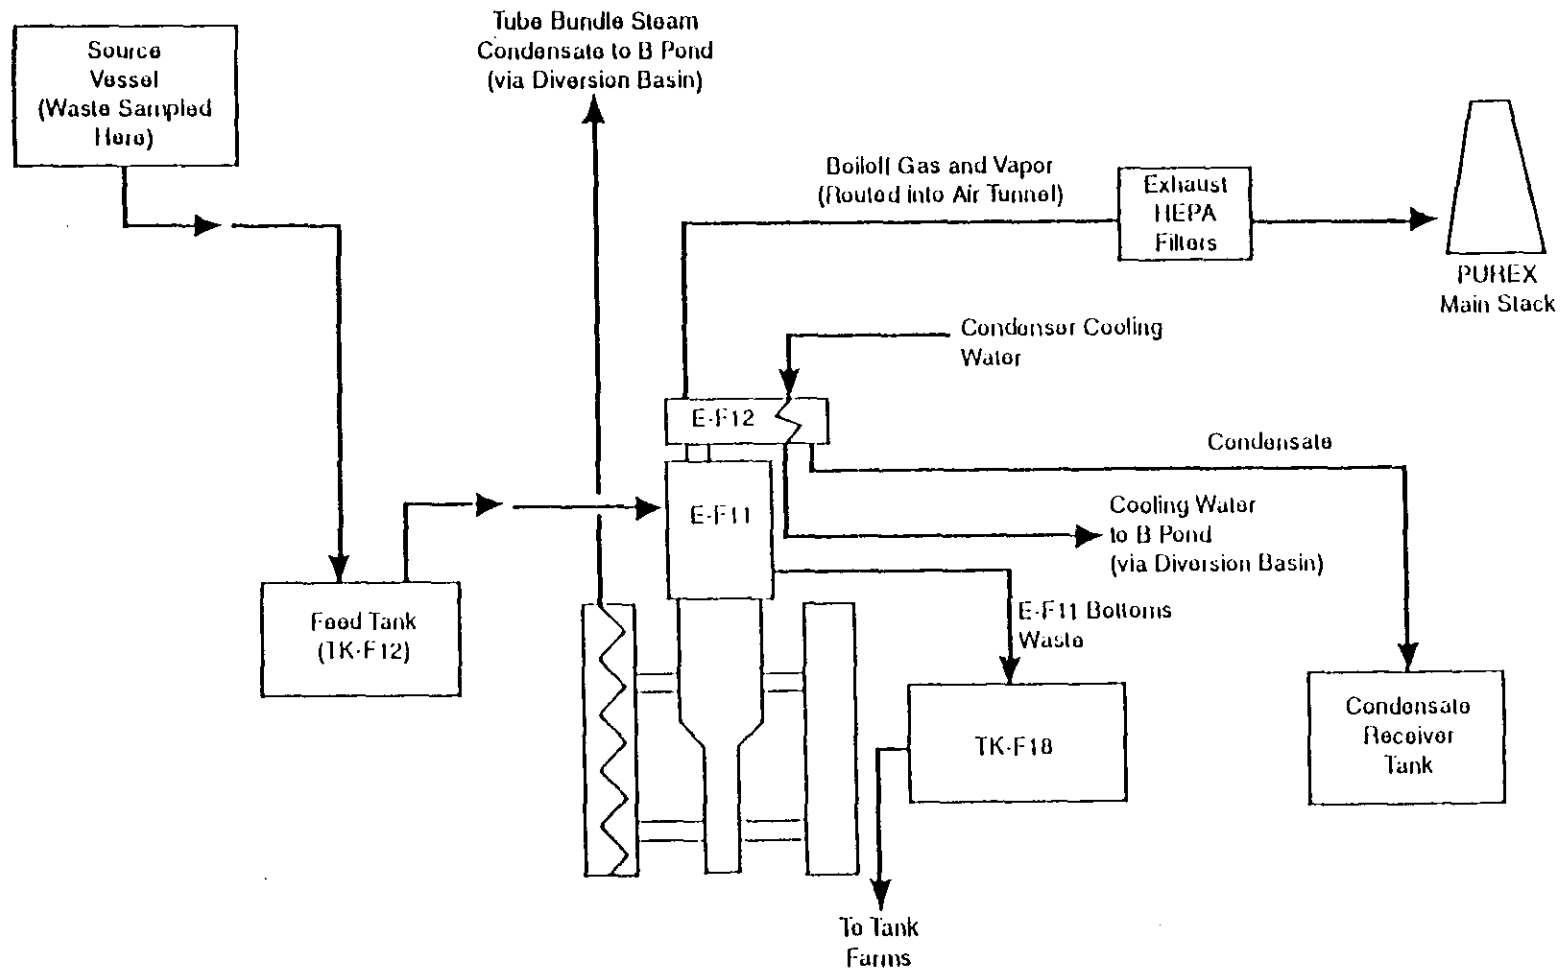 Source
Vessel
(Waste Sampled
Here)
Tube Bundle Steam
Condensate to B Pond
(via Diversion Basin)
Boiloff Gas and Vapor
(Routed into Air Tunnel)
Exhaust
HEPA
Filters
PUREX
Main Stack
Condenser Cooling
Water
E-F12
Condensate
E-F11
Cooling Water
to B Pond
(via Diversion Basin)
Feed Tank
(TK-F12)
E-F11 Bottoms
Waste
TK-F18
Condensate
Receiver
Tank
To Tank
Farms